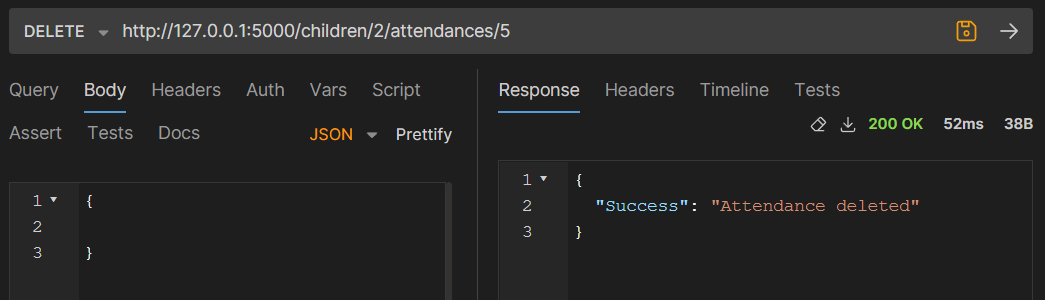 DELETE http://127.0.0.1:5000/children/2/attendances/5
Query Body Headers Auth Vars Script
Assert Tests Docs JSON Prettify
1 {
2
3 }
Response Headers Timeline Tests
200 OK 52ms 38B
1 {
2 "Success": "Attendance deleted"
3 }